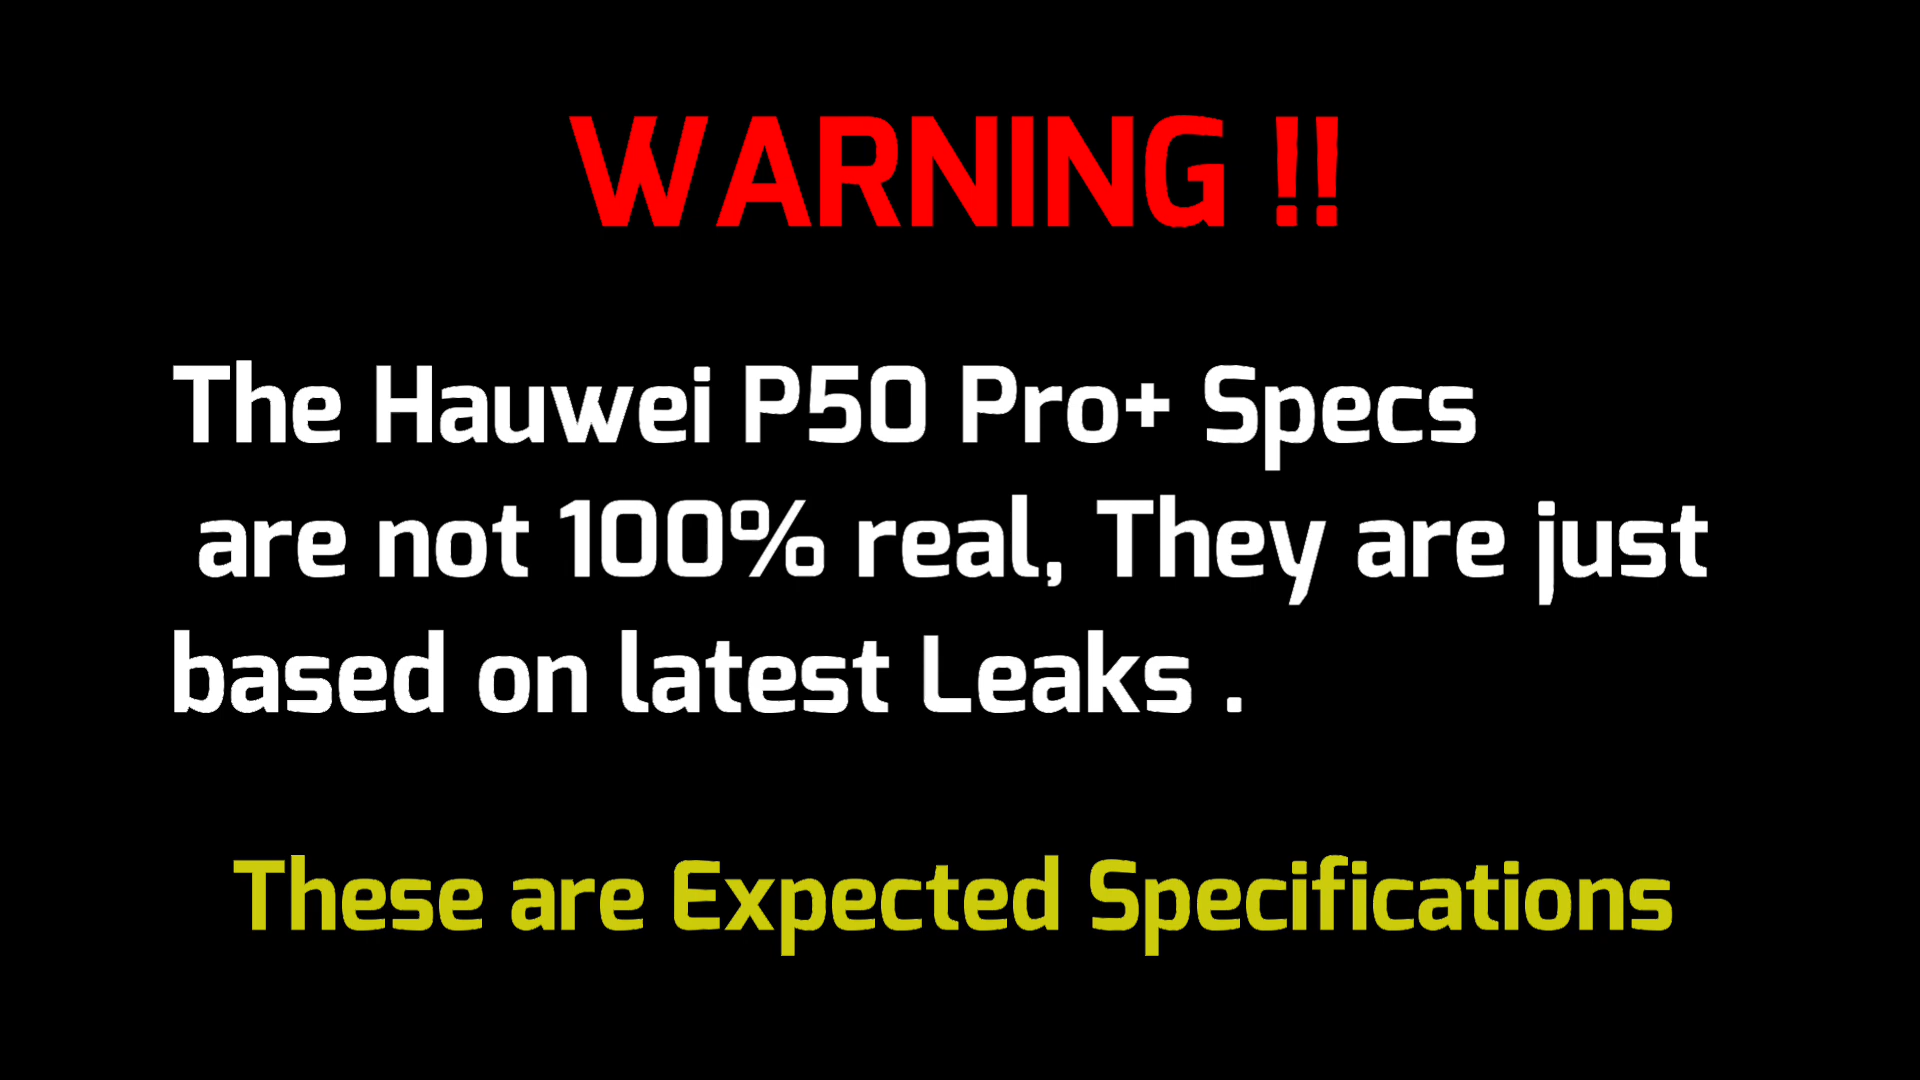 WARNING !!
The Hauwei P50 Pro+ Specs
are not 100% real, They are just
based on latest Leaks .
These are Expected Specifications